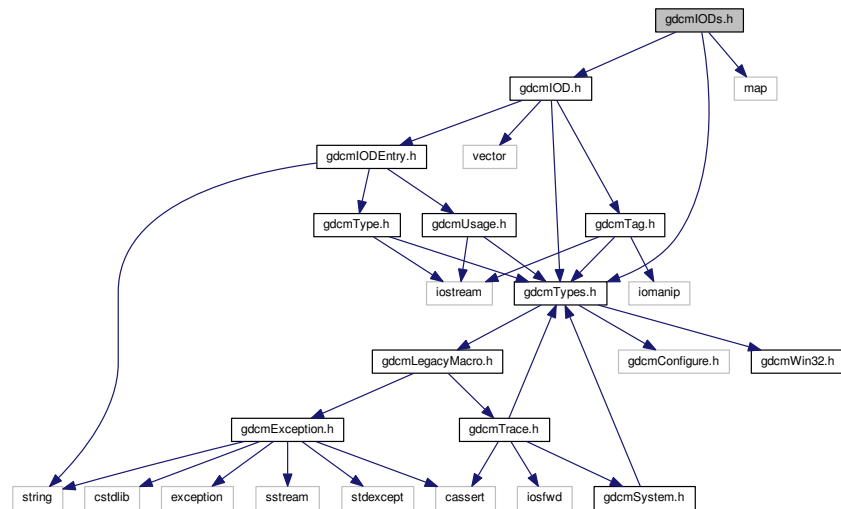 gdcmIODs.h
gdcmIOD.h
map
gdcmIODEntry.h
vector
gdcmType.h
gdcmUsage.h
gdcmTag.h
iostream
gdcmTypes.h
iomanip
gdcmLegacyMacro.h
gdcmConfigure.h
gdcmWin32.h
gdcmException.h
gdcmTrace.h
string
cstdlib
exception
sstream
stdexcept
cassert
iosfwd
gdcmSystem.h